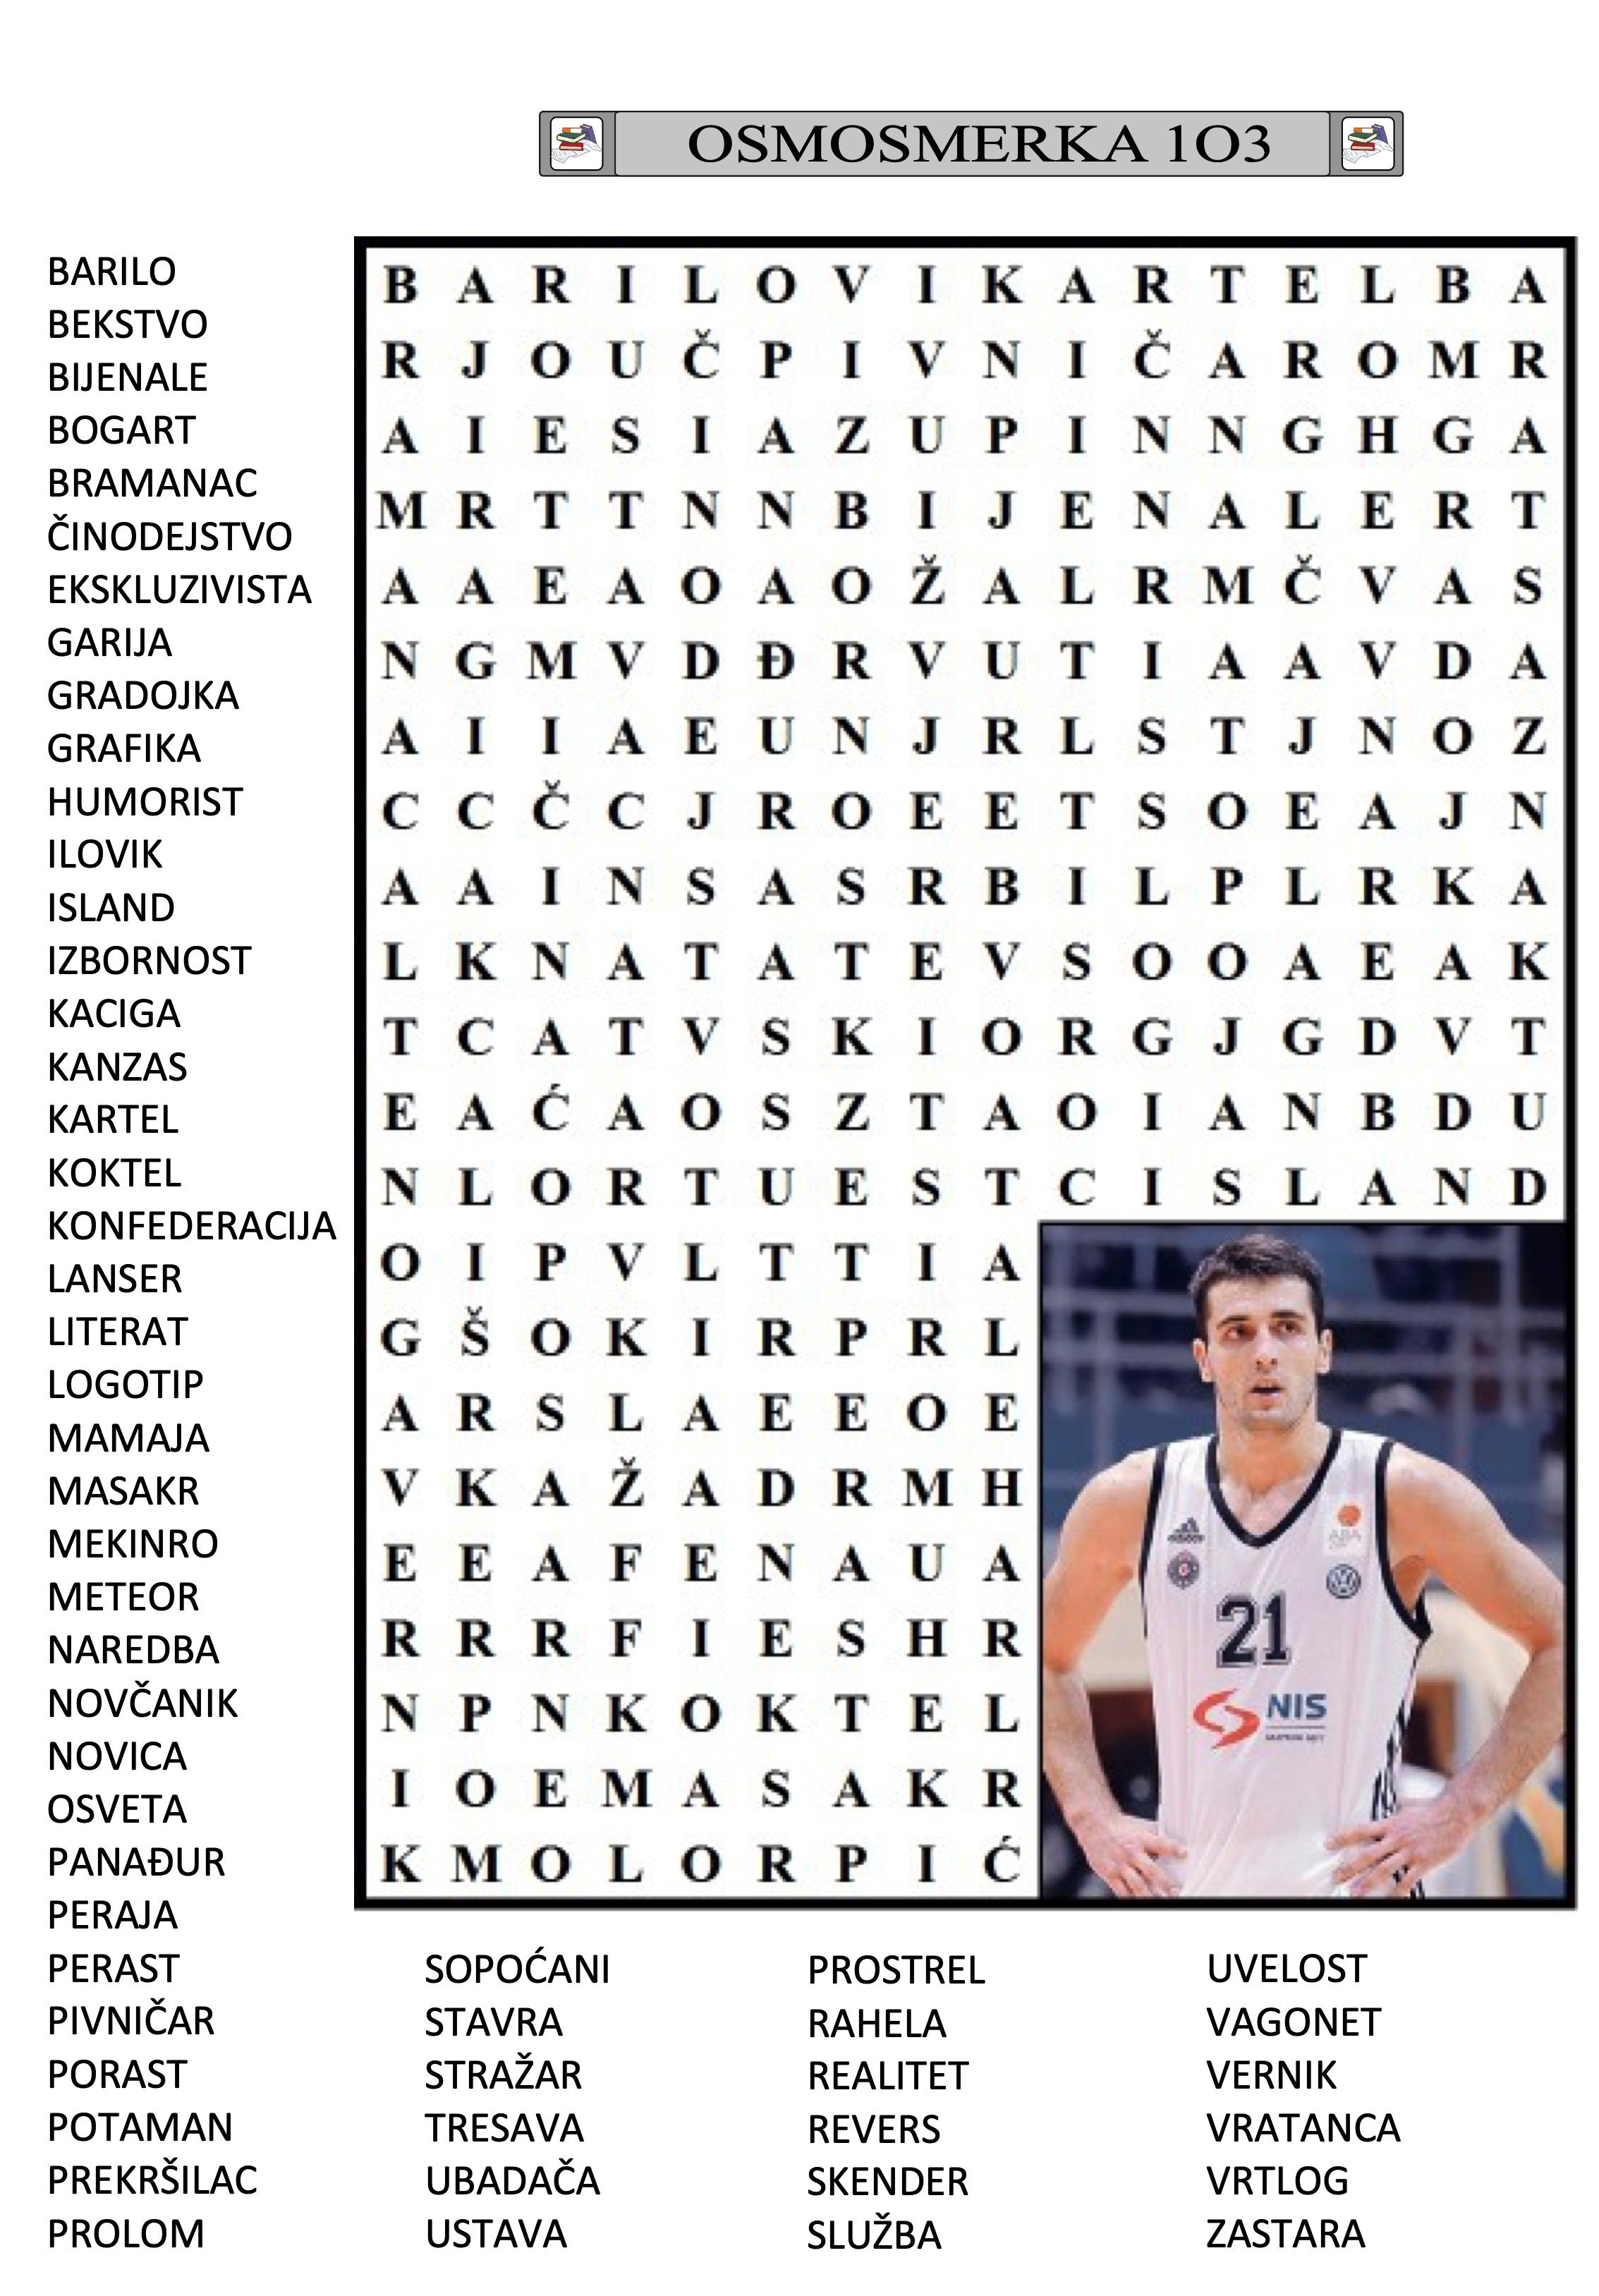 OSMOSMERKA 1O3
BARILO
BEKSTVO
BIJENALE
BOGART
BRAMANAC
ČINODEJSTVO
EKSKLUZIVISTA
GARIJA
GRADOJKA
GRAFIKA
HUMORIST
ILOVIK
ISLAND
IZBORNOST
KACIGA
KANZAS
KARTEL
KOKTEL
KONFEDERACIJA
LANSER
LITERAT
LOGOTIP
MAMAJA
MASAKR
MEKINRO
METEOR
NAREDBA
NOVČANIK
NOVICA
OSVETA
PANAĐUR
PERAJA
PERAST
PIVNIČAR
PORAST
POTAMAN
PREKRŠILAC
PROLOM
B A R I L O V I K A R T E L B A
R J O U Č P I V N I Č A R O M R
A I E S I A Z U P I N N G H G A
M R T T N N B I J E N A L E R T
A A E A O A O Ž A L R M Č V A S
N G M V D Đ R V U T I A A V D A
A I I A E U N J R L S T J N O Z
C C Č C J R O E E T S O E A J N
A A I N S A S R B I L P L R K A
L K N A T A T E V S O O A E A K
T C A T V S K I O R G J G D V T
E A Ć A O S Z T A O I A N B D U
N L O R T U E S T C I S L A N D
O I P V L T T I A
G Š O K I R P R L
A R S L A E E O E
V K A Ž A D R M H
E E A F E N A U A
R R R F I E S H R
N P N K O K T E L
I O E M A S A K R
K M O L O R P I Ć
21
NIS
SOPOĆANI
STAVRA
STRAŽAR
TRESAVA
UBADAČA
USTAVA
PROSTREL
RAHELA
REALITET
REVERS
SKENDER
SLUŽBA
UVELOST
VAGONET
VERNIK
VRATANCA
VRTLOG
ZASTARA